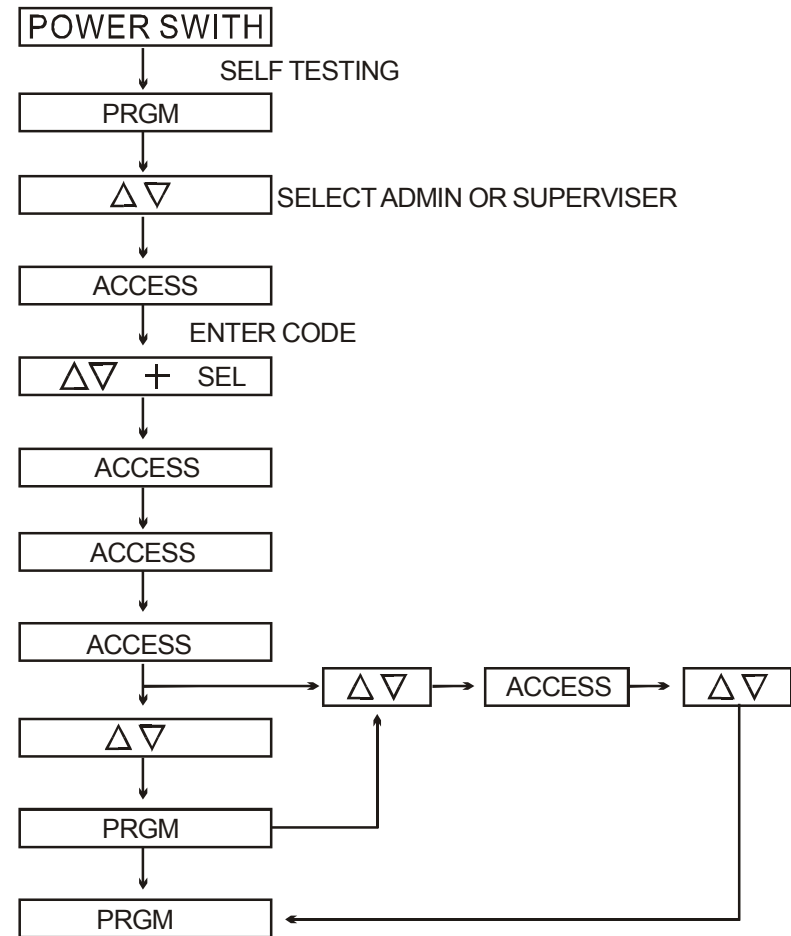 POWER SWITH
SELF TESTING
PRGM
△ ▽ SELECT ADMIN OR SUPERVISER
ACCESS
ENTER CODE
△▽ + SEL
ACCESS
ACCESS
ACCESS
△ ▽ ACCESS △ ▽
△ ▽
PRGM
PRGM